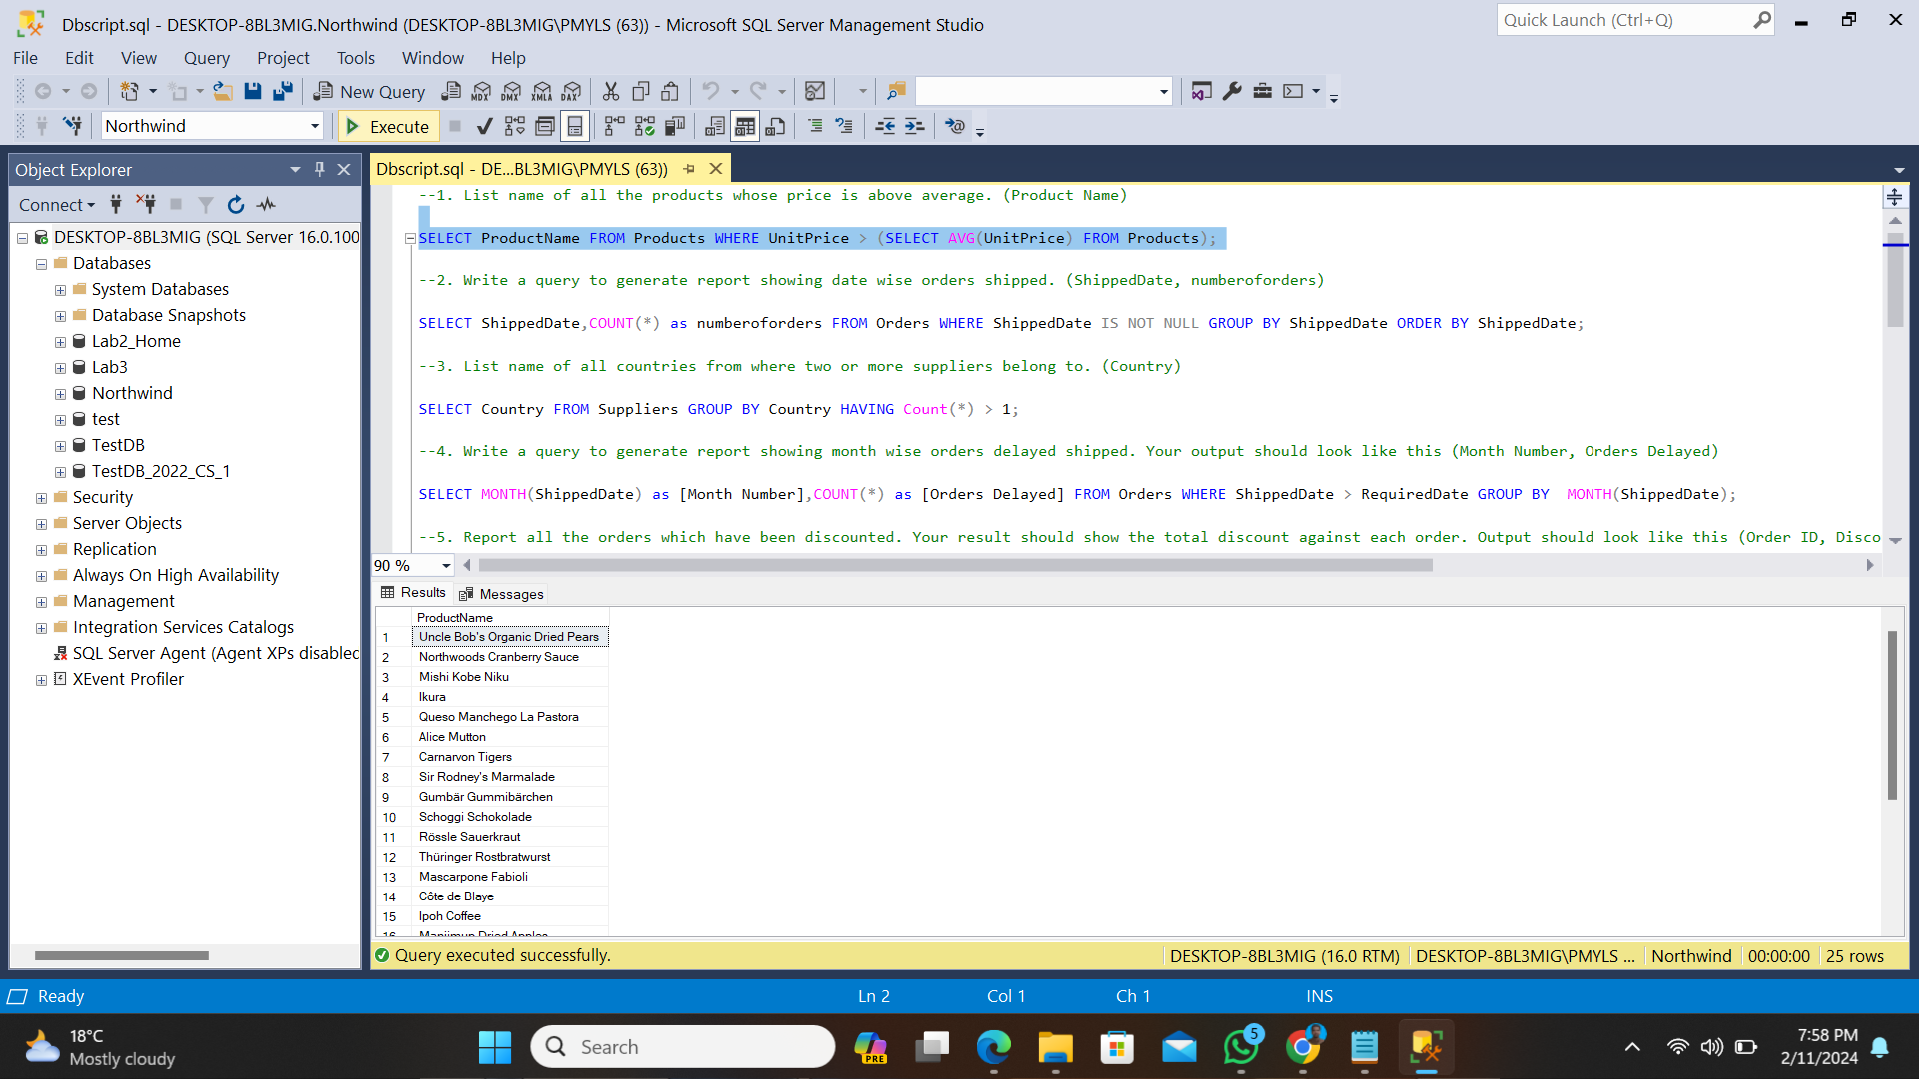 Dbscript.sql - DESKTOP-8BL3MIG.Northwind (DESKTOP-8BL3MIG\PMYLS (63)) - Microsoft SQL Server Management Studio
Quick Launch (Ctrl+Q)
File Edit View Query Project Tools Window Help
New Query
MDX DMX XMLA DAX
Northwind
Execute
Object Explorer
Connect
DESKTOP-8BL3MIG (SQL Server 16.0.100
Databases
System Databases
Database Snapshots
Lab2_Home
Lab3
Northwind
test
TestDB
TestDB_2022_CS_1
Security
Server Objects
Replication
Always On High Availability
Management
Integration Services Catalogs
SQL Server Agent (Agent XPs disabled
XEvent Profiler
Dbscript.sql - DE...BL3MIG\PMYLS (63))
--1. List name of all the products whose price is above average. (Product Name)
SELECT ProductName FROM Products WHERE UnitPrice > (SELECT AVG(UnitPrice) FROM Products);
--2. Write a query to generate report showing date wise orders shipped. (ShippedDate, numberoforders)
SELECT ShippedDate,COUNT(*) as numberoforders FROM Orders WHERE ShippedDate IS NOT NULL GROUP BY ShippedDate ORDER BY ShippedDate;
--3. List name of all countries from where two or more suppliers belong to. (Country)
SELECT Country FROM Suppliers GROUP BY Country HAVING Count(*) > 1;
--4. Write a query to generate report showing month wise orders delayed shipped. Your output should look like this (Month Number, Orders Delayed)
SELECT MONTH(ShippedDate) as [Month Number],COUNT(*) as [Orders Delayed] FROM Orders WHERE ShippedDate > RequiredDate GROUP BY  MONTH(ShippedDate);
--5. Report all the orders which have been discounted. Your result should show the total discount against each order. Output should look like this (Order ID, Disco
90 %
Results Messages
ProductName
1 Uncle Bob's Organic Dried Pears
2 Northwoods Cranberry Sauce
3 Mishi Kobe Niku
4 Ikura
5 Queso Manchego La Pastora
6 Alice Mutton
7 Carnarvon Tigers
8 Sir Rodney's Marmalade
9 Gumbär Gummibärchen
10 Schoggi Schokolade
11 Rössle Sauerkraut
12 Thüringer Rostbratwurst
13 Mascarpone Fabioli
14 Côte de Blaye
15 Ipoh Coffee
16 Manjimup Dried Apples
Query executed successfully.
DESKTOP-8BL3MIG (16.0 RTM) DESKTOP-8BL3MIG\PMYLS ... Northwind 00:00:00 25 rows
Ready Ln 2 Col 1 Ch 1 INS
18°C
Mostly cloudy
Search
PRE
5
7:58 PM
2/11/2024